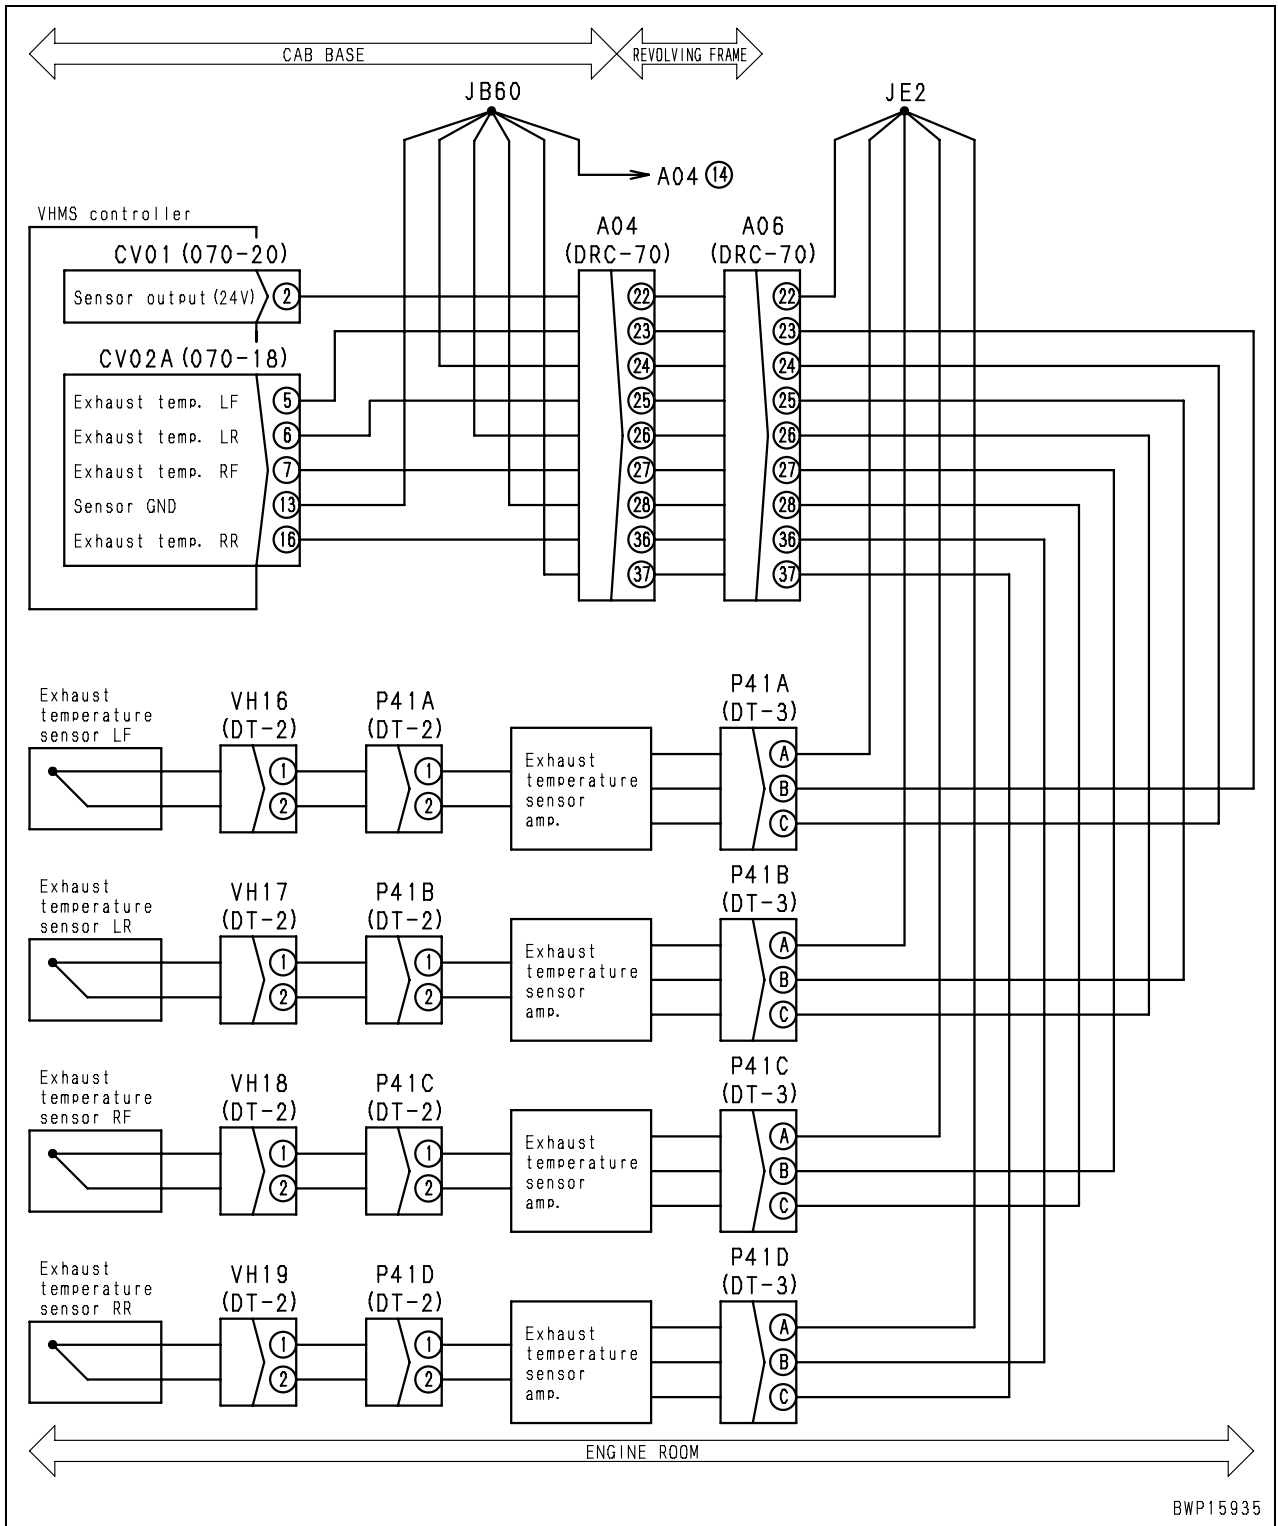 CAB BASE
REVOLVING FRAME
JB60
JE2
A04 14
VHMS controller
CV01 (070-20)
A04
(DRC-70)
A06
(DRC-70)
Sensor output (24V) 2
CV02A (070-18)
Exhaust temp. LF 5
Exhaust temp. LR 6
Exhaust temp. RF 7
Sensor GND 13
Exhaust temp. RR 16
22
23
24
25
26
27
28
36
37
22
23
24
25
26
27
28
36
37
Exhaust
temperature
sensor LF
VH16
(DT-2)
1
2
P41A
(DT-2)
1
2
Exhaust
temperature
sensor
amp.
P41A
(DT-3)
A
B
C
Exhaust
temperature
sensor LR
VH17
(DT-2)
1
2
P41B
(DT-2)
1
2
Exhaust
temperature
sensor
amp.
P41B
(DT-3)
A
B
C
Exhaust
temperature
sensor RF
VH18
(DT-2)
1
2
P41C
(DT-2)
1
2
Exhaust
temperature
sensor
amp.
P41C
(DT-3)
A
B
C
Exhaust
temperature
sensor RR
VH19
(DT-2)
1
2
P41D
(DT-2)
1
2
Exhaust
temperature
sensor
amp.
P41D
(DT-3)
A
B
C
ENGINE ROOM
BWP15935